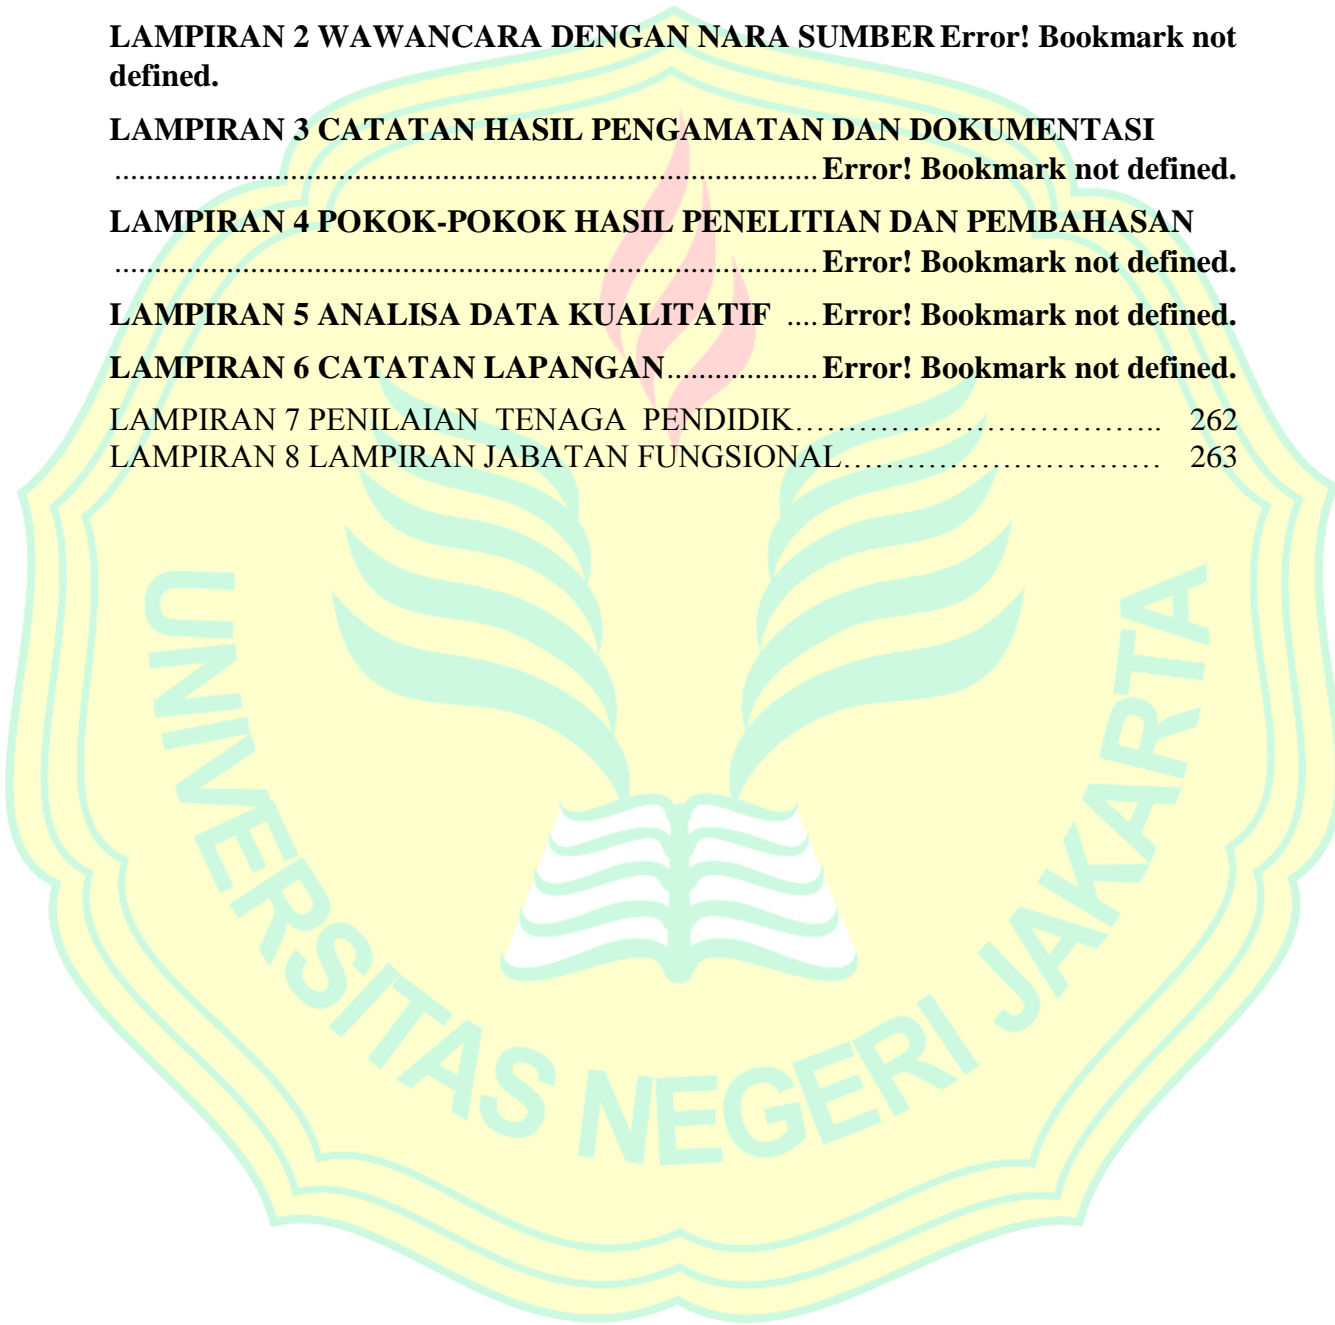 LAMPIRAN 2 WAWANCARA DENGAN NARA SUMBER Error! Bookmark not
defined.
LAMPIRAN 3 CATATAN HASIL PENGAMATAN DAN DOKUMENTASI
........................................................................................ Error! Bookmark not defined.
LAMPIRAN 4 POKOK-POKOK HASIL PENELITIAN DAN PEMBAHASAN
........................................................................................ Error! Bookmark not defined.
LAMPIRAN 5 ANALISA DATA KUALITATIF .... Error! Bookmark not defined.
LAMPIRAN 6 CATATAN LAPANGAN................... Error! Bookmark not defined.
LAMPIRAN 7 PENILAIAN TENAGA PENDIDIK…………………………….. 262
LAMPIRAN 8 LAMPIRAN JABATAN FUNGSIONAL………………………… 263
UNIVERSITAS NEGERI JAKARTA